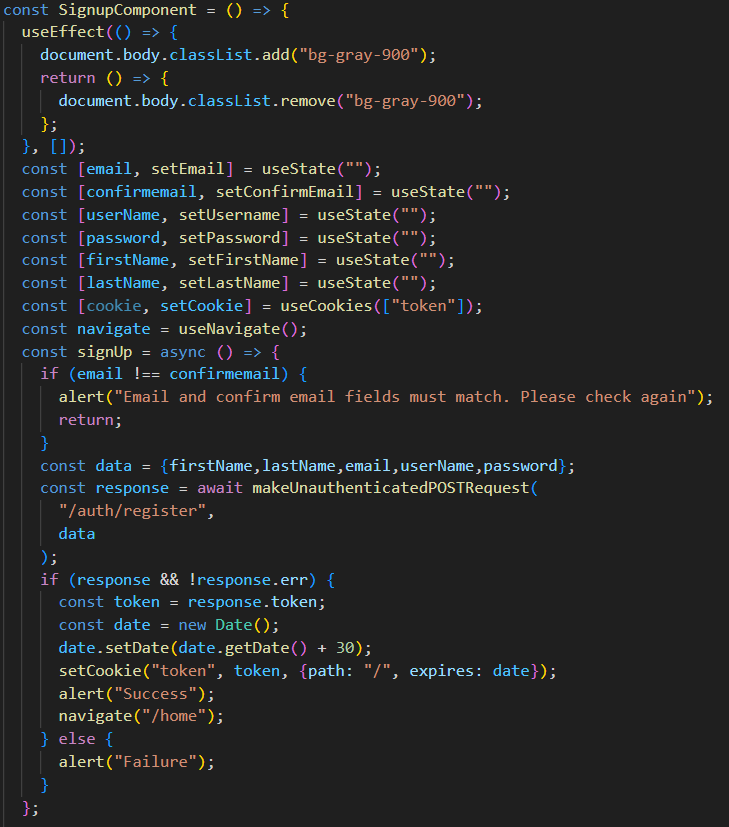 const SignupComponent = () => {
  useEffect(() => {
    document.body.classList.add("bg-gray-900");
    return () => {
      document.body.classList.remove("bg-gray-900");
    };
  }, []);
  const [email, setEmail] = useState("");
  const [confirmemail, setConfirmEmail] = useState("");
  const [userName, setUsername] = useState("");
  const [password, setPassword] = useState("");
  const [firstName, setFirstName] = useState("");
  const [lastName, setLastName] = useState("");
  const [cookie, setCookie] = useCookies(["token"]);
  const navigate = useNavigate();
  const signUp = async () => {
    if (email !== confirmemail) {
      alert("Email and confirm email fields must match. Please check again");
      return;
    }
    const data = {firstName,lastName,email,userName,password};
    const response = await makeUnauthenticatedPOSTRequest(
      "/auth/register",
      data
    );
    if (response && !response.err) {
      const token = response.token;
      const date = new Date();
      date.setDate(date.getDate() + 30);
      setCookie("token", token, {path: "/", expires: date});
      alert("Success");
      navigate("/home");
    } else {
      alert("Failure");
    }
  };